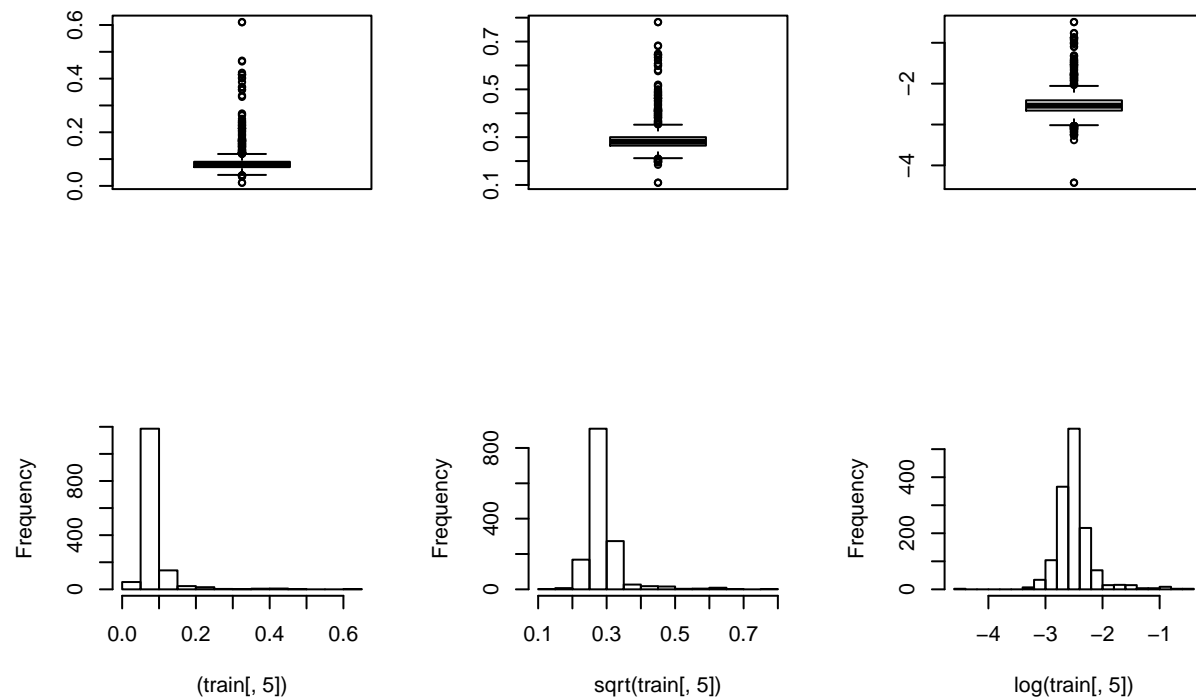 0.0 0.2 0.4 0.6
0.1 0.3 0.5 0.7
−4 −2
Frequency
0 400 800
0.0 0.2 0.4 0.6
(train[, 5])
Frequency
0 400 800
0.1 0.3 0.5 0.7
sqrt(train[, 5])
Frequency
0 200 400
−4 −3 −2 −1
log(train[, 5])